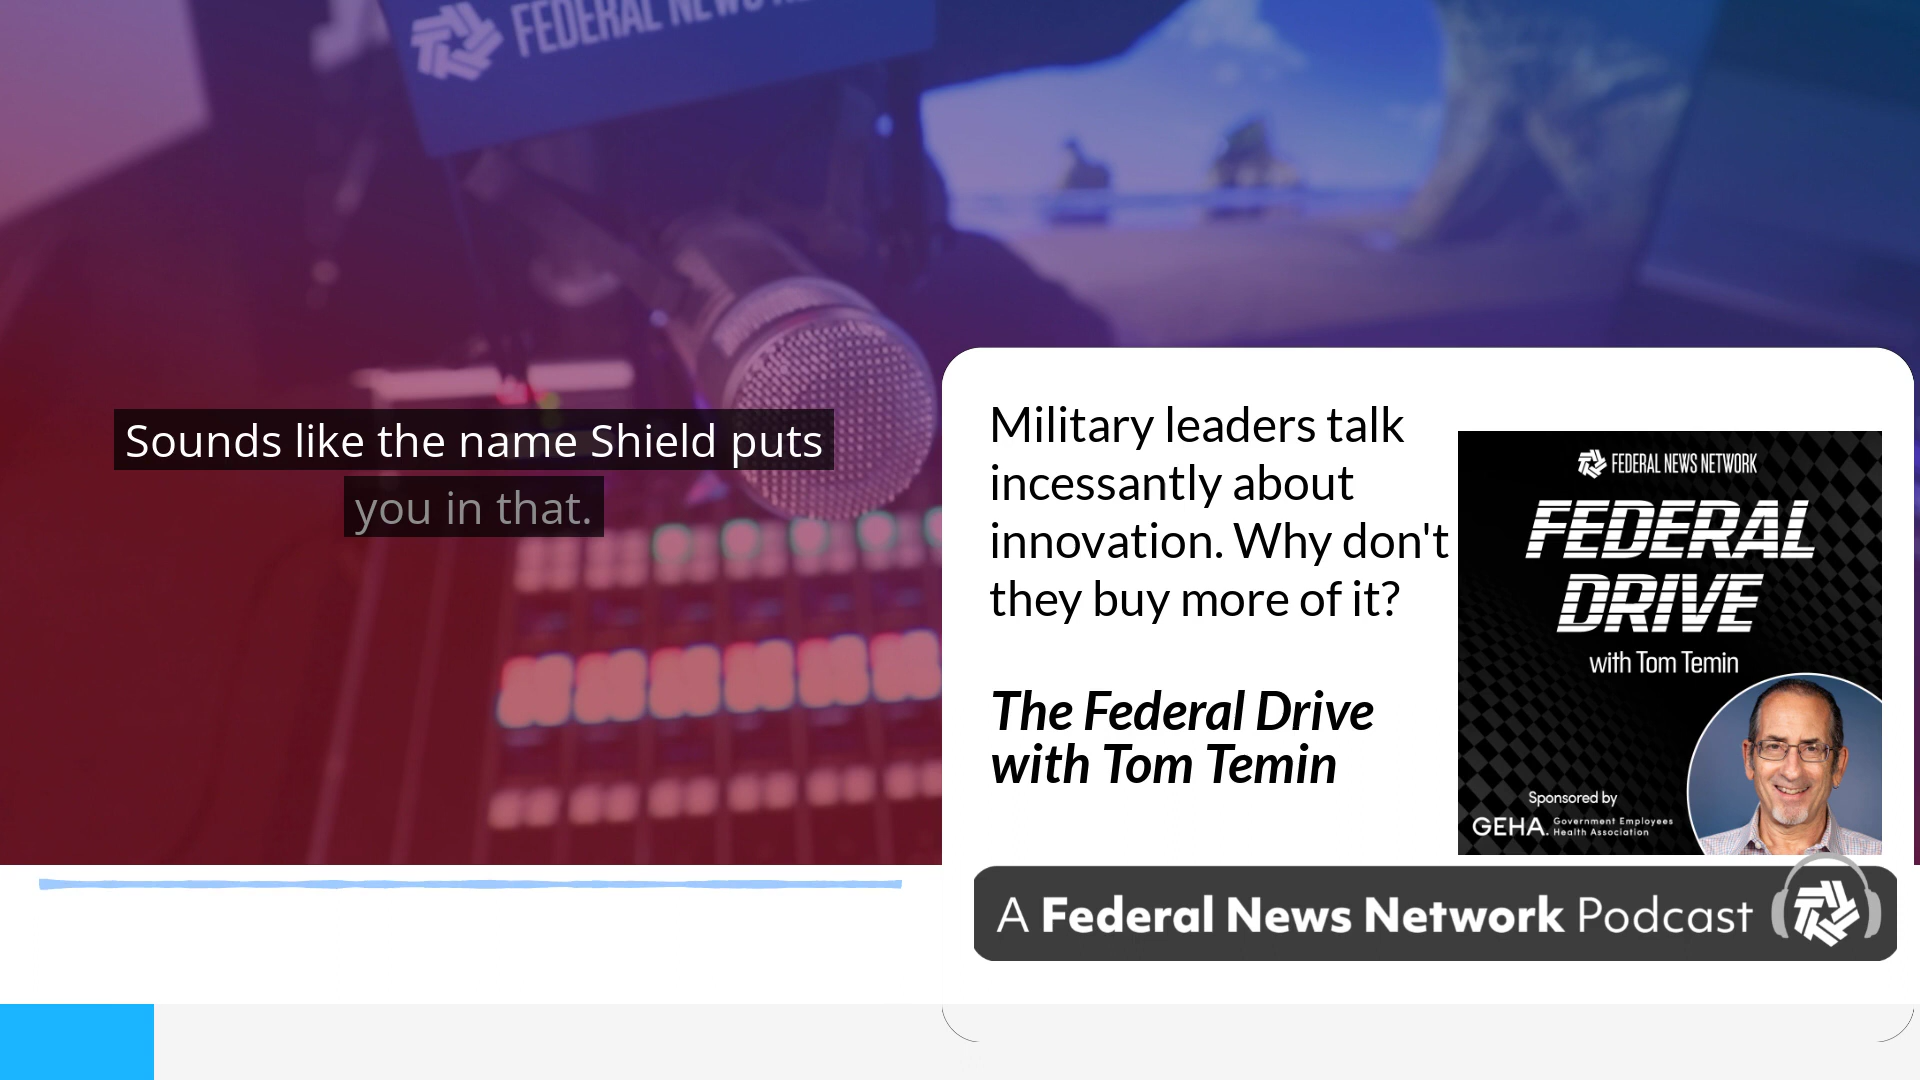 FEDERAL NEWS
Sounds like the name Shield puts
you in that.
Military leaders talk
incessantly about
innovation. Why don't
they buy more of it?
The Federal Drive
with Tom Temin
FEDERAL NEWS NETWORK
FEDERAL
DRIVE
with Tom Temin
Sponsored by
GEHA. Government Employees
Health Association
A Federal News Network Podcast